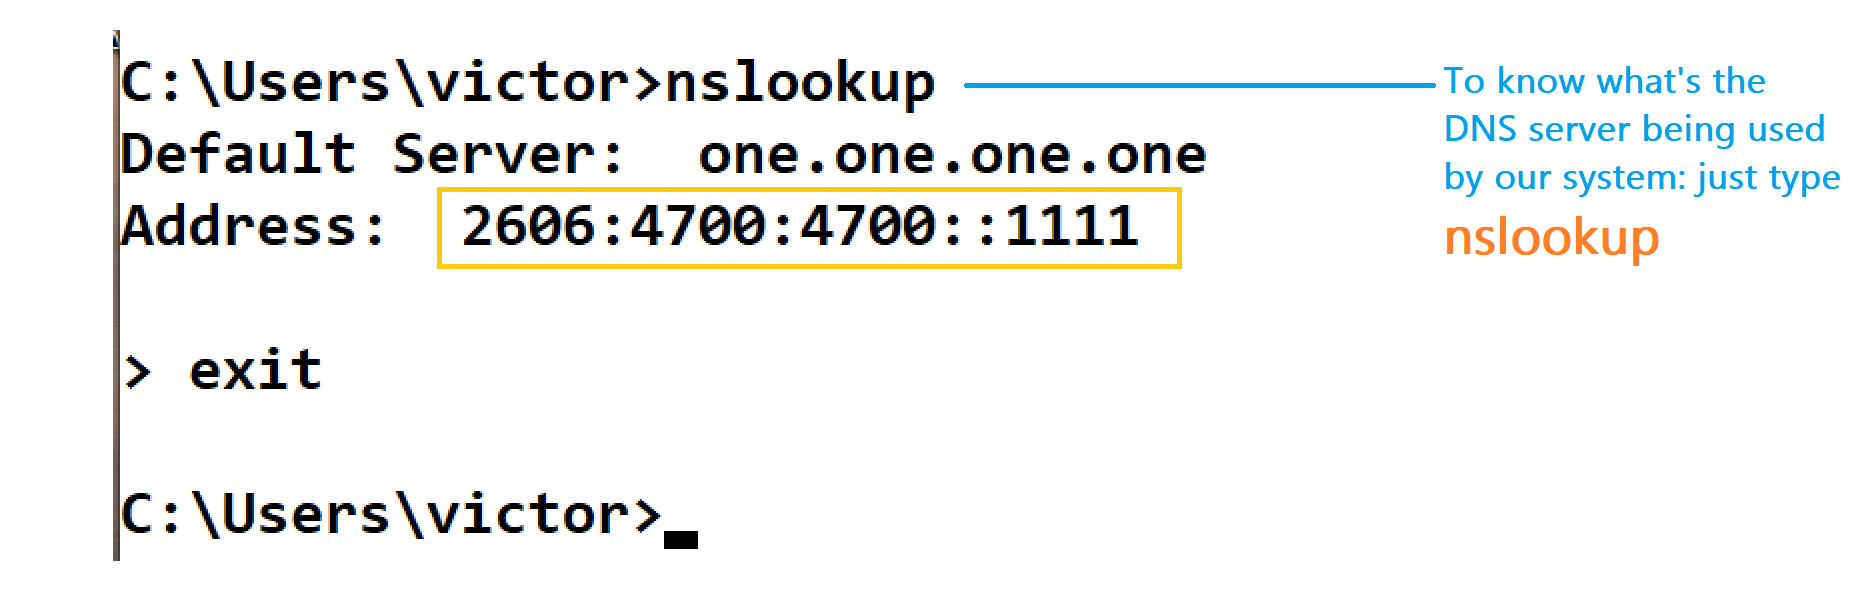 C:\Users\victor>nslookup
Default Server:  one.one.one.one
Address:  2606:4700:4700::1111
> exit
C:\Users\victor>
To know what's the
DNS server being used
by our system: just type
nslookup